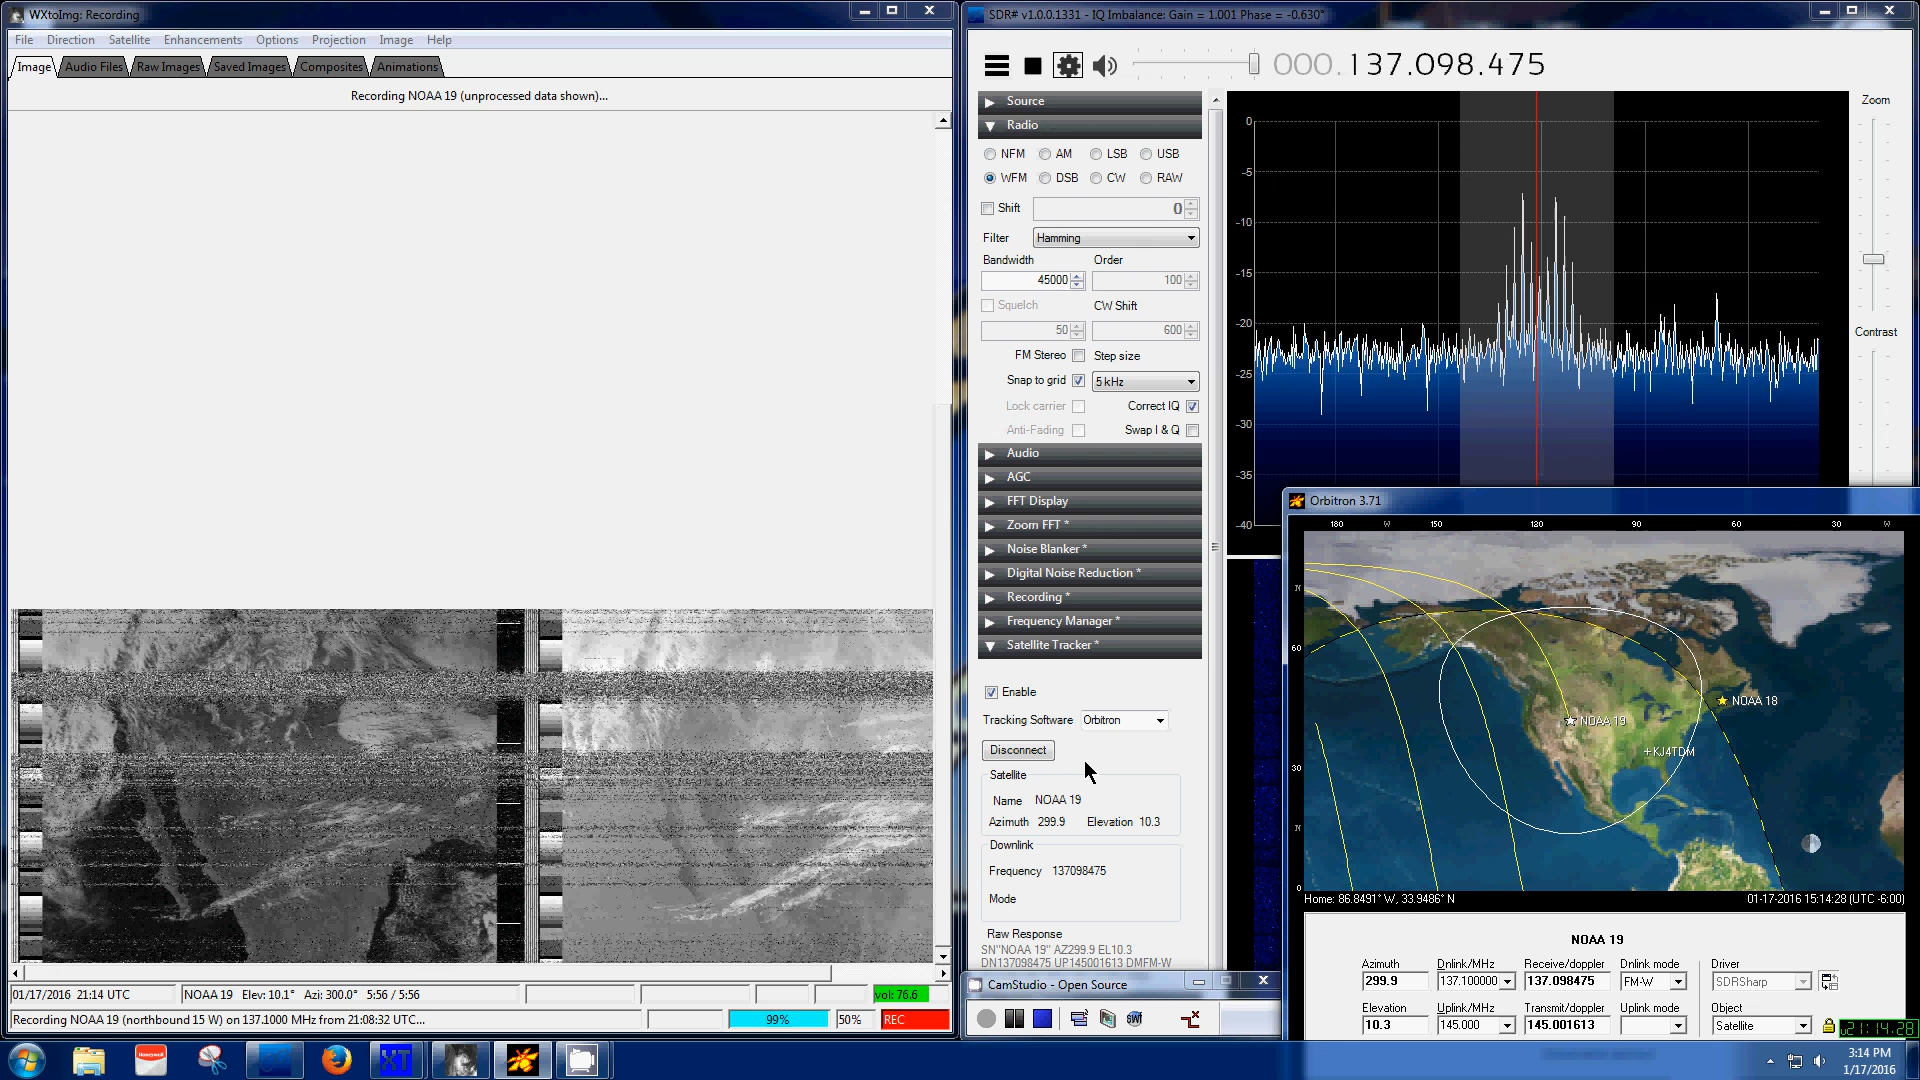 WXtoImg: Recording
File Direction Satellite Enhancements Options Projection Image Help
Image Audio Files Raw Images Saved Images Composites Animations
Recording NOAA 19 (unprocessed data shown)...
01/17/2016 21:14 UTC NOAA 19 Elev: 10.1° Azi: 300.0° 5:56 / 5:56 vol: 76.6
Recording NOAA 19 (northbound 15 W) on 137.1000 MHz from 21:08:32 UTC... 99% 50% REC
SDR# v1.0.0.1331 - IQ Imbalance: Gain = 1.001 Phase = -0.630°
000.137.098.475
Source
Radio
NFM AM LSB USB
WFM DSB CW RAW
Shift 0
Filter Hamming
Bandwidth Order
45000 100
Squelch CW Shift
50 600
FM Stereo Step size
Snap to grid 5 kHz
Lock carrier Correct IQ
Anti-Fading Swap I & Q
Audio
AGC
FFT Display
Zoom FFT *
Noise Blanker *
Digital Noise Reduction *
Recording *
Frequency Manager *
Satellite Tracker *
Enable
Tracking Software Orbitron
Disconnect
Satellite
Name NOAA 19
Azimuth 299.9 Elevation 10.3
Downlink
Frequency 137098475
Mode
Raw Response
SN"NOAA 19" AZ299.9 EL10.3
DN137098475 UP145001613 DMFM-W
0
-5
-10
-15
-20
-25
-30
-35
-40
Zoom
Contrast
Orbitron 3.71
180 W 150 120 90 60 30 W
N
60
30
N
0
NOAA 18
NOAA 19
+KJ4TDM
Home: 86.8491° W, 33.9486° N 01-17-2016 15:14:28 (UTC -6:00)
NOAA 19
Azimuth Dnlink/MHz Receive/doppler Dnlink mode Driver
299.9 137.100000 137.098475 FM-W SDRSharp
Elevation Uplink/MHz Transmit/doppler Uplink mode Object
10.3 145.000 145.001613 Satellite
u21:14:28
CamStudio - Open Source
SWF
Honeywell
XT
3:14 PM
1/17/2016